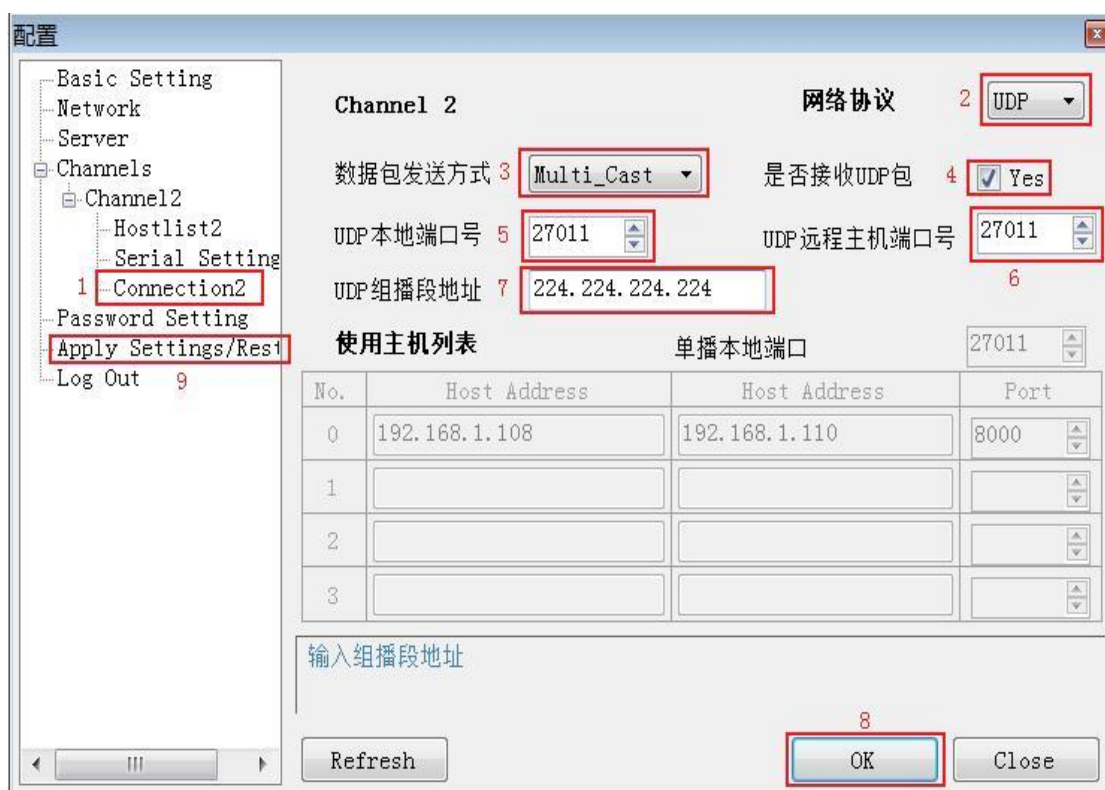 配置
Basic Setting
Network
Server
Channels
Channel2
Hostlist2
Serial Setting
1 Connection2
Password Setting
Apply Settings/Rest
Log Out 9
Channel 2 网络协议 2 UDP
数据包发送方式 3 Multi_Cast 是否接收UDP包 4 Yes
UDP本地端口号 5 27011 UDP远程主机端口号 27011
6
UDP组播段地址 7 224.224.224.224
使用主机列表 单播本地端口 27011
No. Host Address Host Address Port
0 192.168.1.108 192.168.1.110 8000
1
2
3
输入组播段地址
8
Refresh OK Close